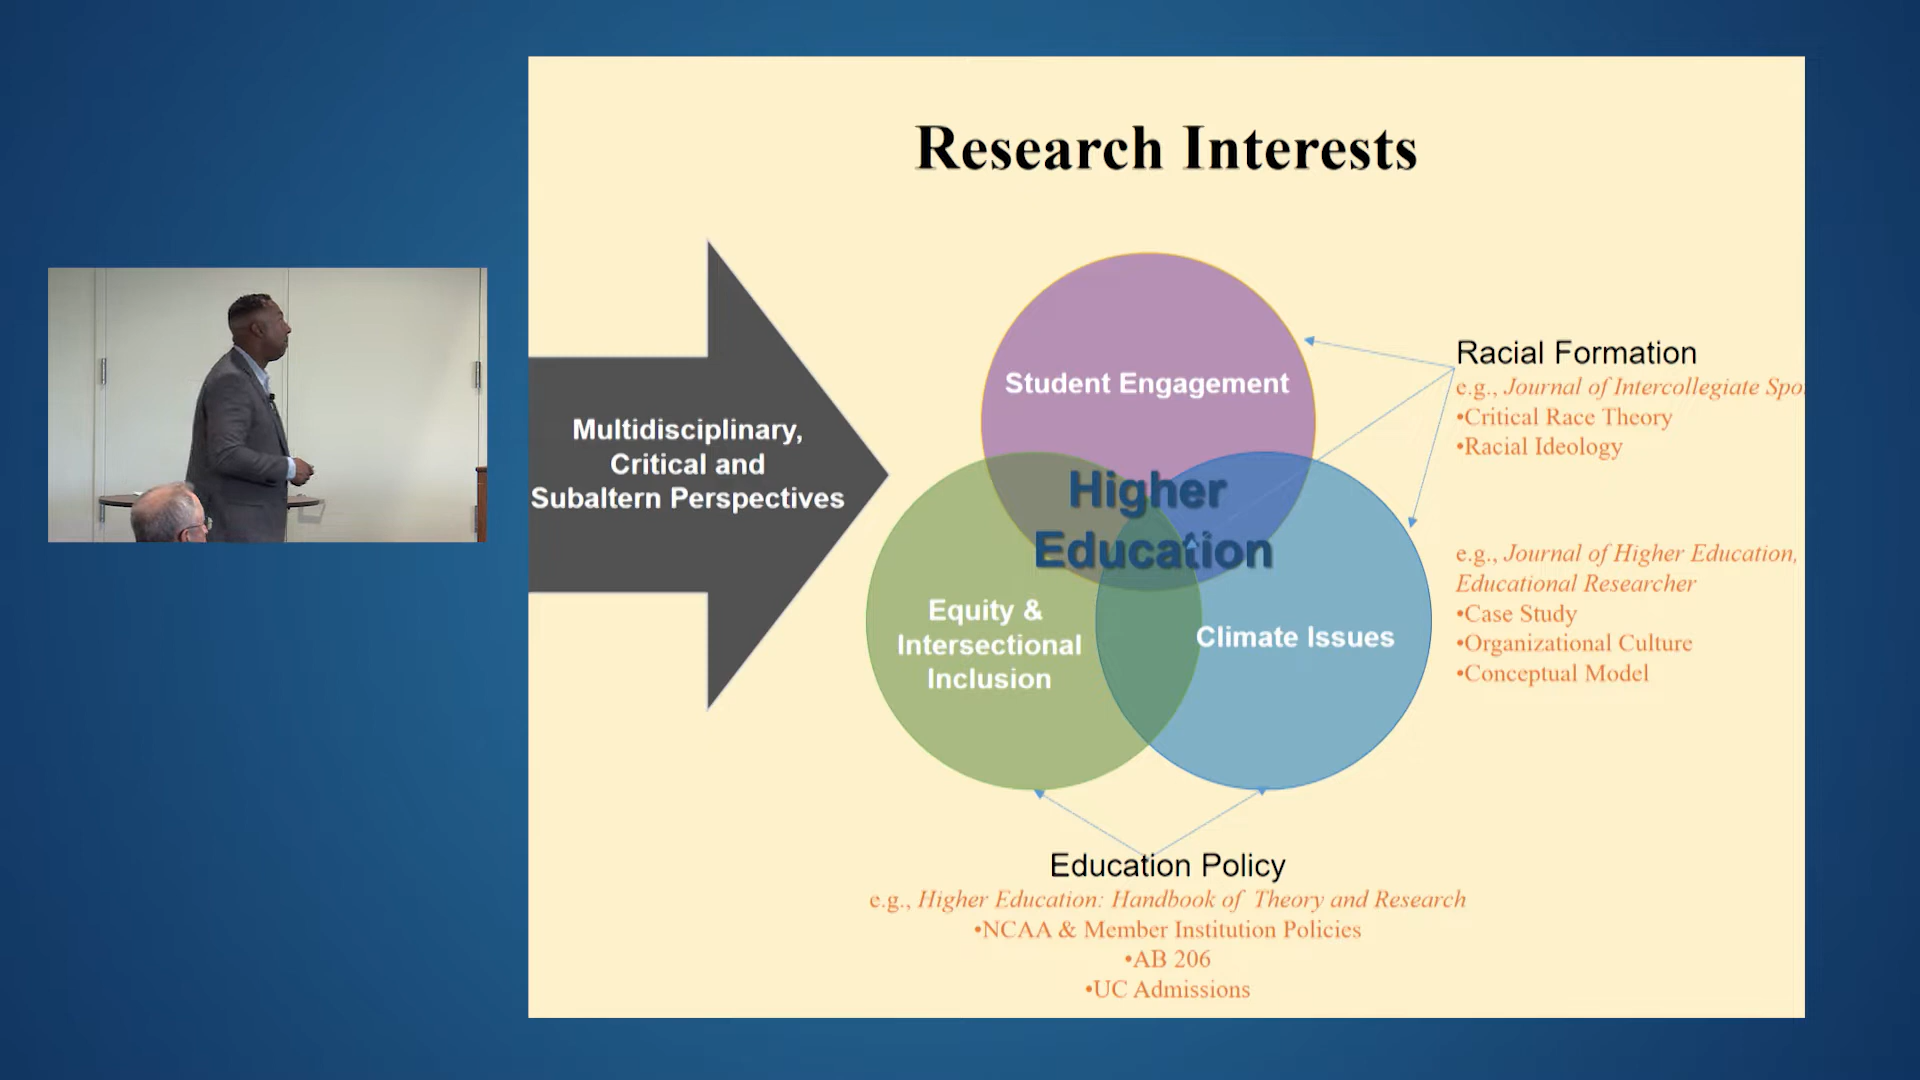 Research Interests
Multidisciplinary,
Critical and
Subaltern Perspectives
Student Engagement
Higher
Education
Equity &
Intersectional
Inclusion
Climate Issues
Racial Formation
e.g., Journal of Intercollegiate
•Critical Race Theory
•Racial Ideology
e.g., Journal of Higher Education,
Educational Researcher
•Case Study
•Organizational Culture
•Conceptual Model
Education Policy
e.g., Higher Education: Handbook of Theory and Research
•NCAA & Member Institution Policies
•AB 206
•UC Admissions